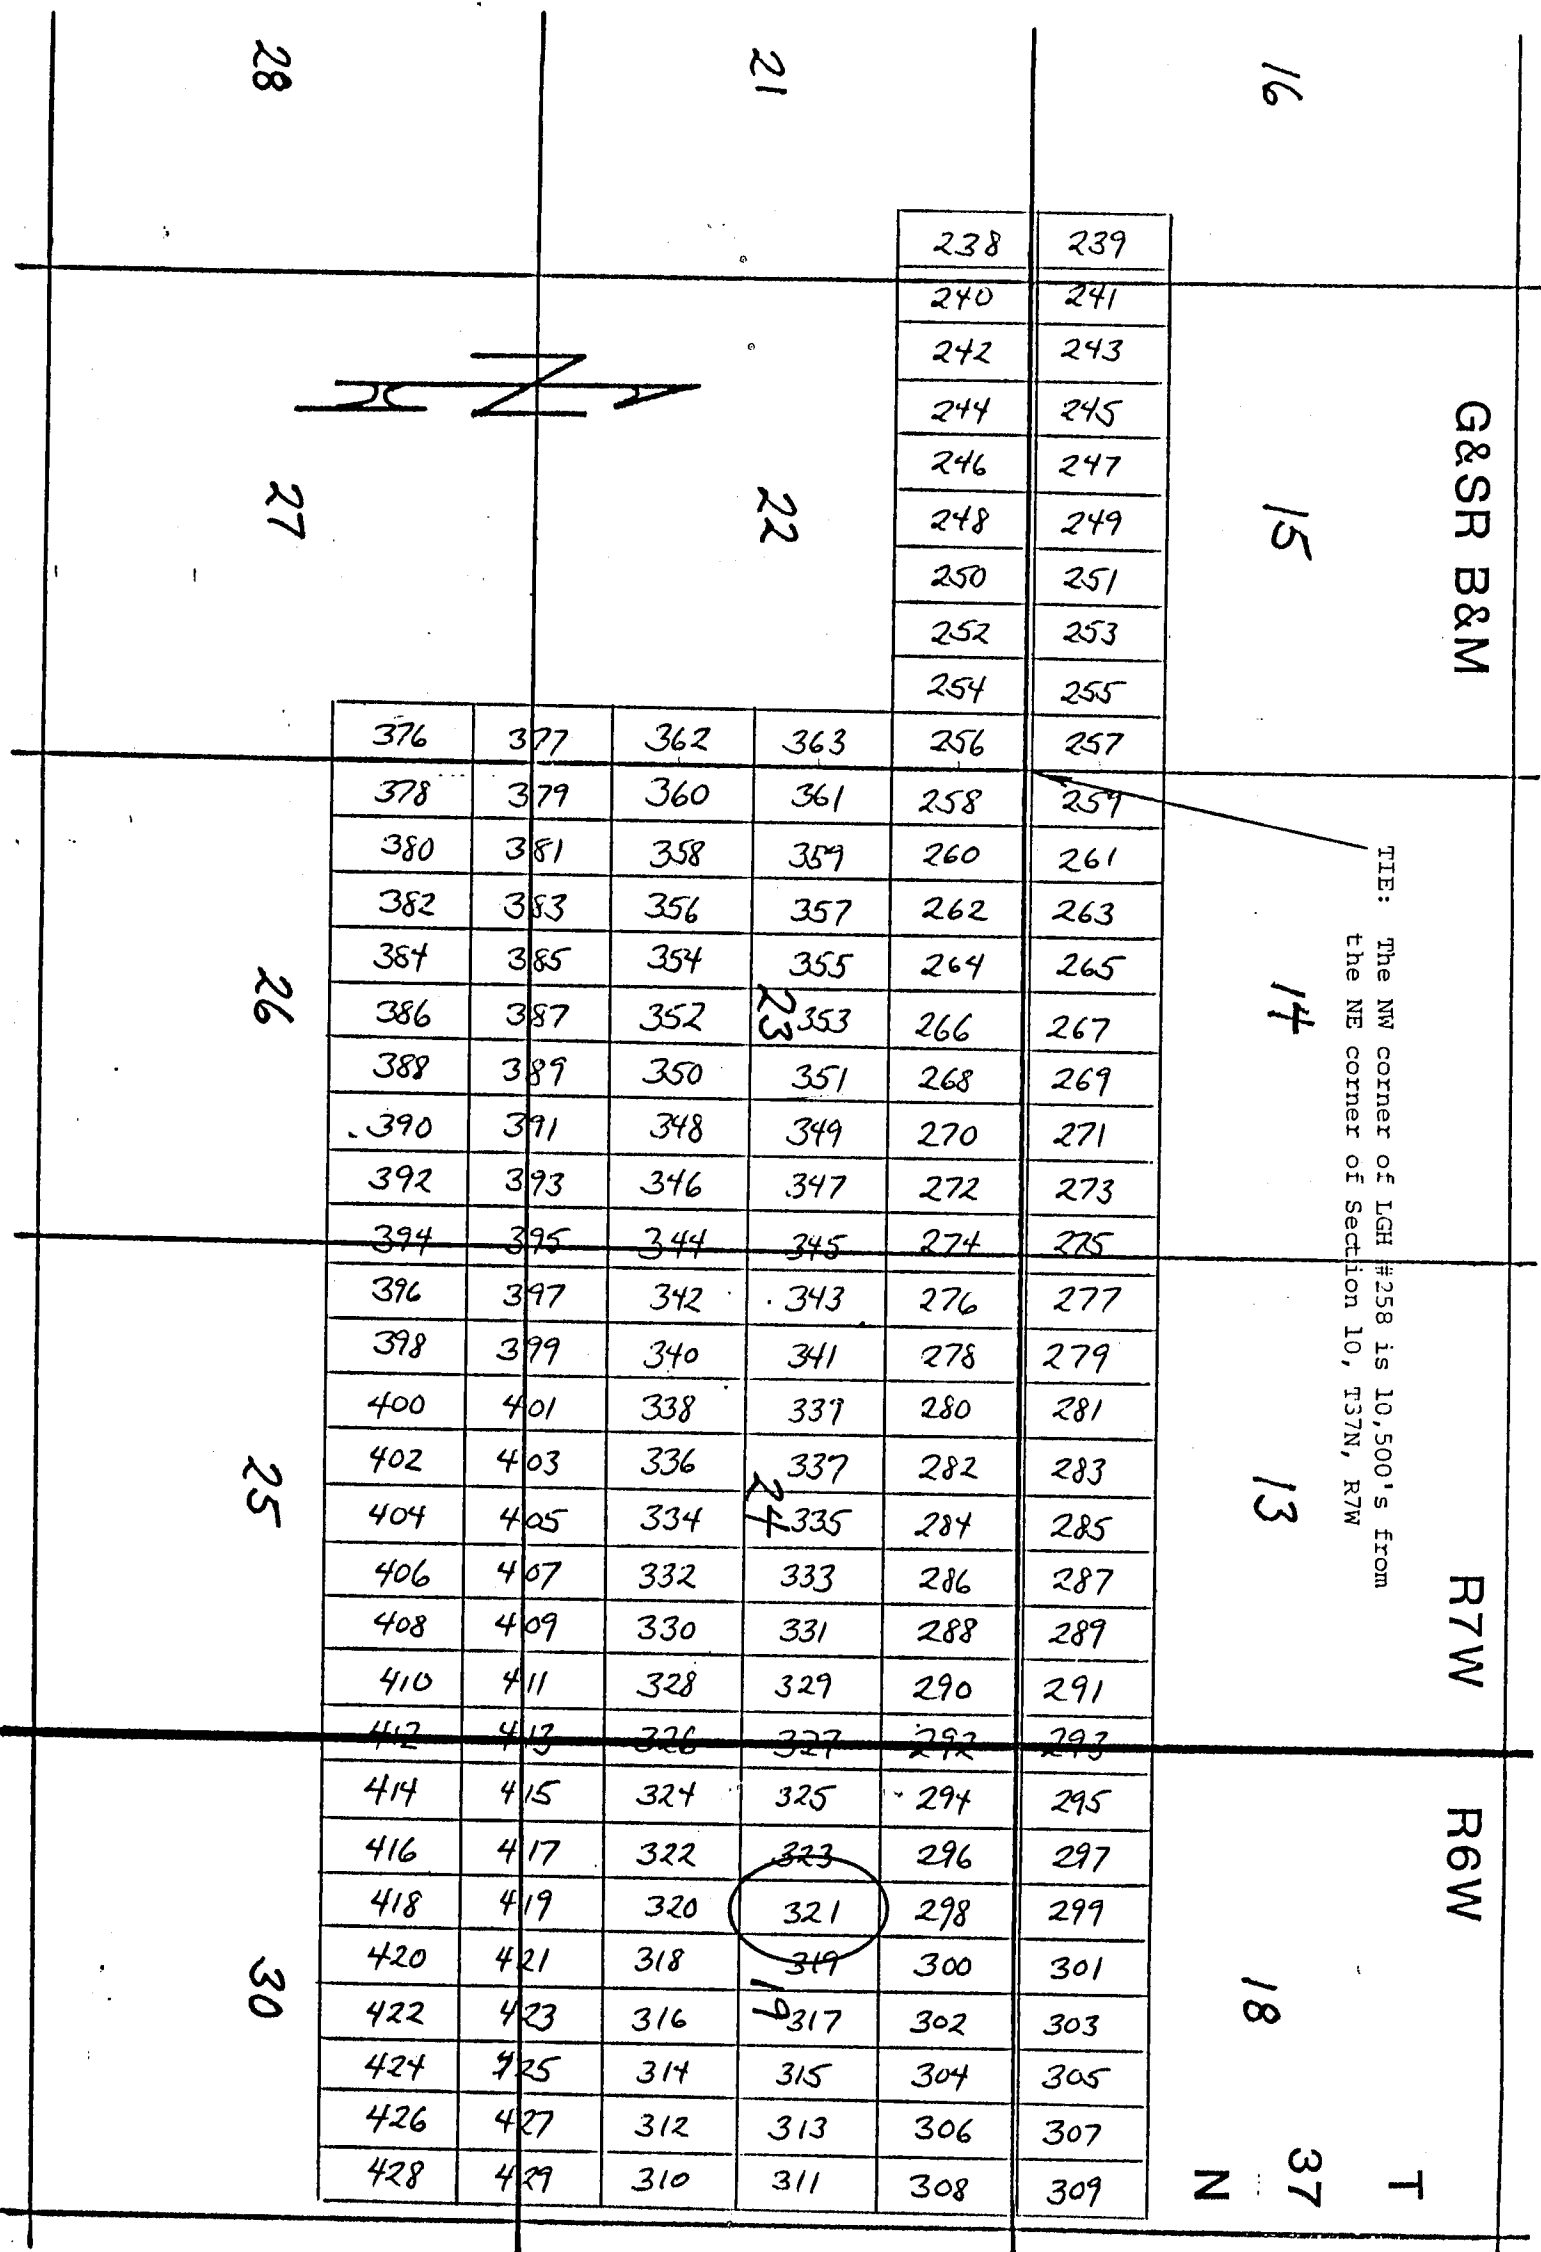 G&SR B&M
R7W
R6W
T
37
N
16
15
14
13
18
TIE: The NW corner of LGH #258 is 10,500's from
the NE corner of Section 10, T37N, R7W
21
22
23
24
19
28
27
26
25
30
N
238 239
240 241
242 243
244 245
246 247
248 249
250 251
252 253
254 255
376 377 362 363 256 257
378 379 360 361 258 259
380 381 358 359 260 261
382 383 356 357 262 263
384 385 354 355 264 265
386 387 352 353 266 267
388 389 350 351 268 269
390 391 348 349 270 271
392 393 346 347 272 273
394 395 344 345 274 275
396 397 342 343 276 277
398 399 340 341 278 279
400 401 338 339 280 281
402 403 336 337 282 283
404 405 334 335 284 285
406 407 332 333 286 287
408 409 330 331 288 289
410 411 328 329 290 291
412 413 326 327 292 293
414 415 324 325 294 295
416 417 322 323 296 297
418 419 320 321 298 299
420 421 318 319 300 301
422 423 316 317 302 303
424 425 314 315 304 305
426 427 312 313 306 307
428 429 310 311 308 309